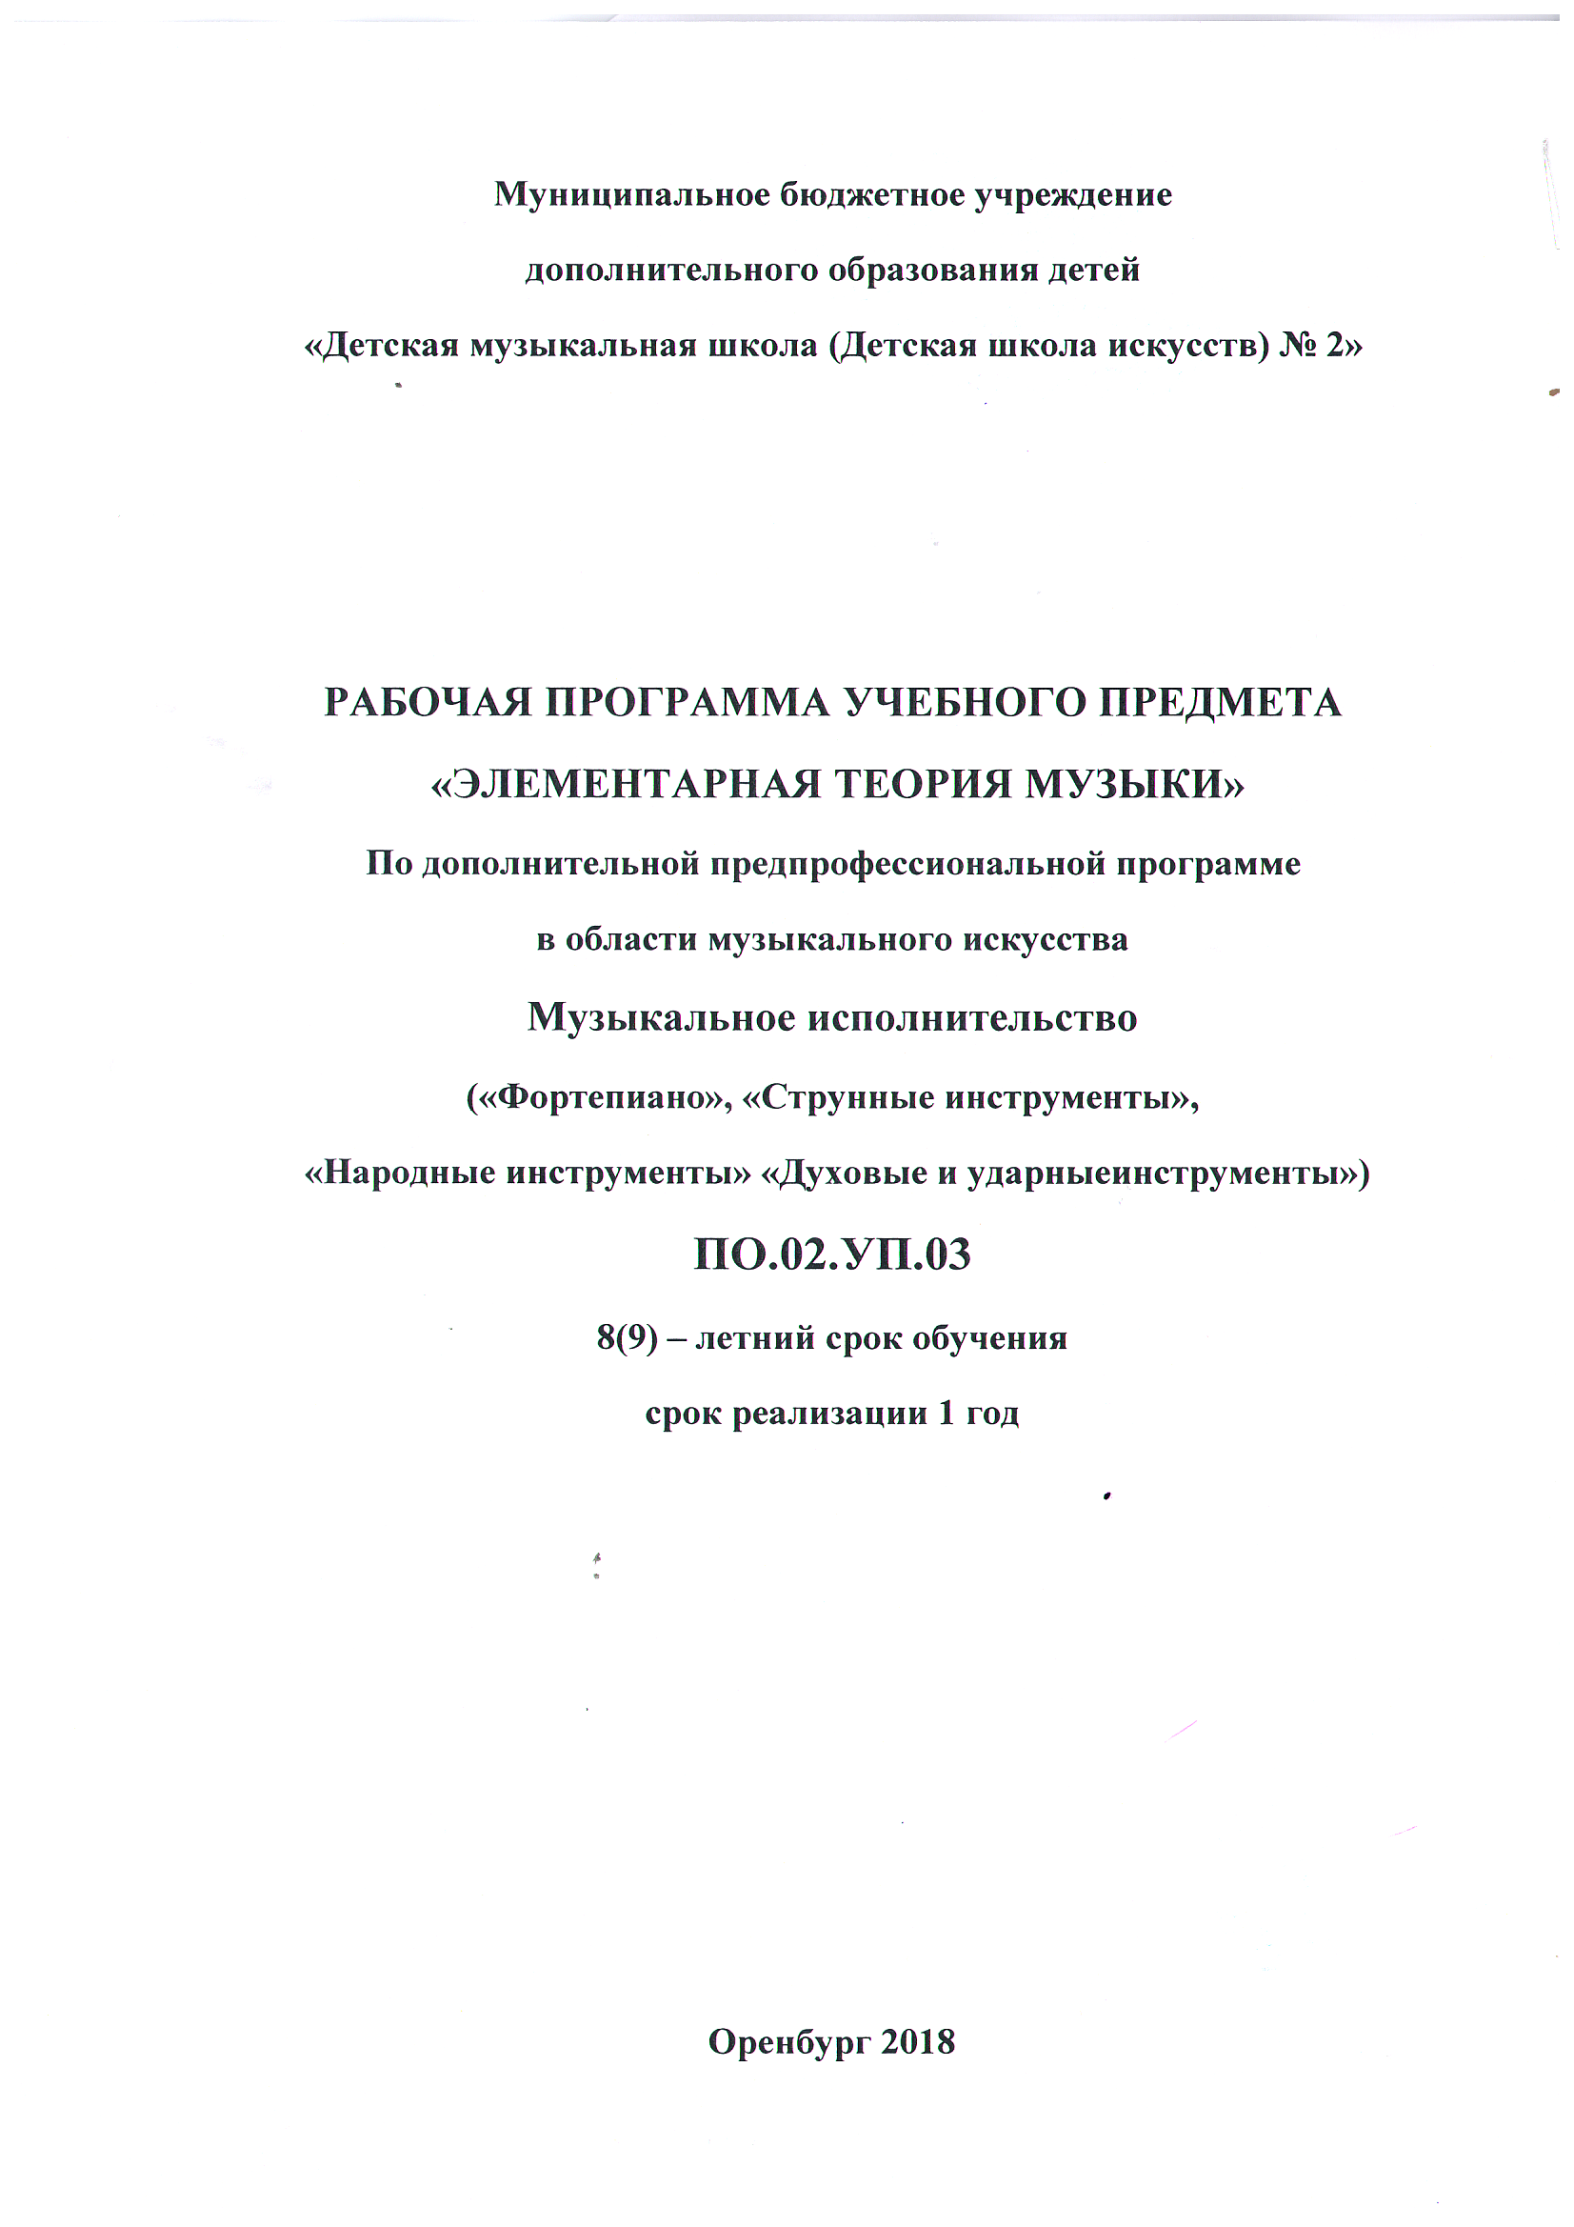 Муниципальное бюджетное учреждение
дополнительного образования детей
«Детская музыкальная школа (Детская школа искусств) № 2»
РАБОЧАЯ ПРОГРАММА УЧЕБНОГО ПРЕДМЕТА
«ЭЛЕМЕНТАРНАЯ ТЕОРИЯ МУЗЫКИ»
По дополнительной предпрофессиональной программе
в области музыкального искусства
Музыкальное исполнительство
(«Фортепиано», «Струнные инструменты»,
«Народные инструменты» «Духовые и ударныеинструменты»)
ПО.02.УП.03
8(9) – летний срок обучения
срок реализации 1 год
Оренбург 2018